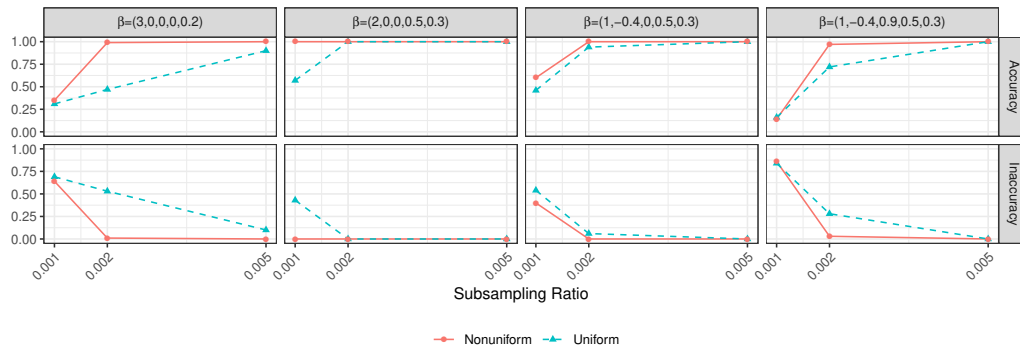 β=(3,0,0,0,0.2)
β=(2,0,0,0.5,0.3)
β=(1,−0.4,0,0.5,0.3)
β=(1,−0.4,0.9,0.5,0.3)
1.00
0.75
0.50
0.25
0.00
Accuracy
1.00
0.75
0.50
0.25
0.00
Inaccuracy
0.001
0.002
0.005
0.001
0.002
0.005
0.001
0.002
0.005
0.001
0.002
0.005
Subsampling Ratio
Nonuniform
Uniform